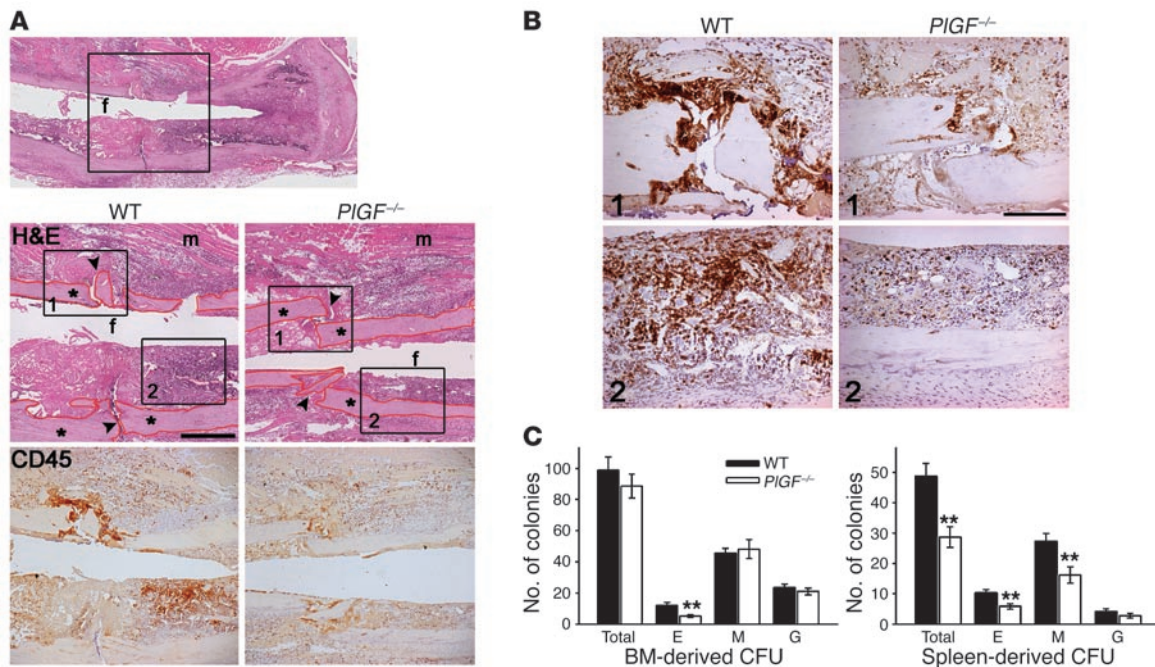 A
f
WT
PlGF−/−
H&E
m
m
*
1
*
*
1
f
f
2
2
*
*
*
CD45
B
WT
PlGF−/−
1
1
2
2
C
WT
PlGF−/−
No. of colonies
100
80
60
40
20
0
**
Total
E
M
G
BM-derived CFU
No. of colonies
50
40
30
20
10
0
**
**
**
Total
E
M
G
Spleen-derived CFU